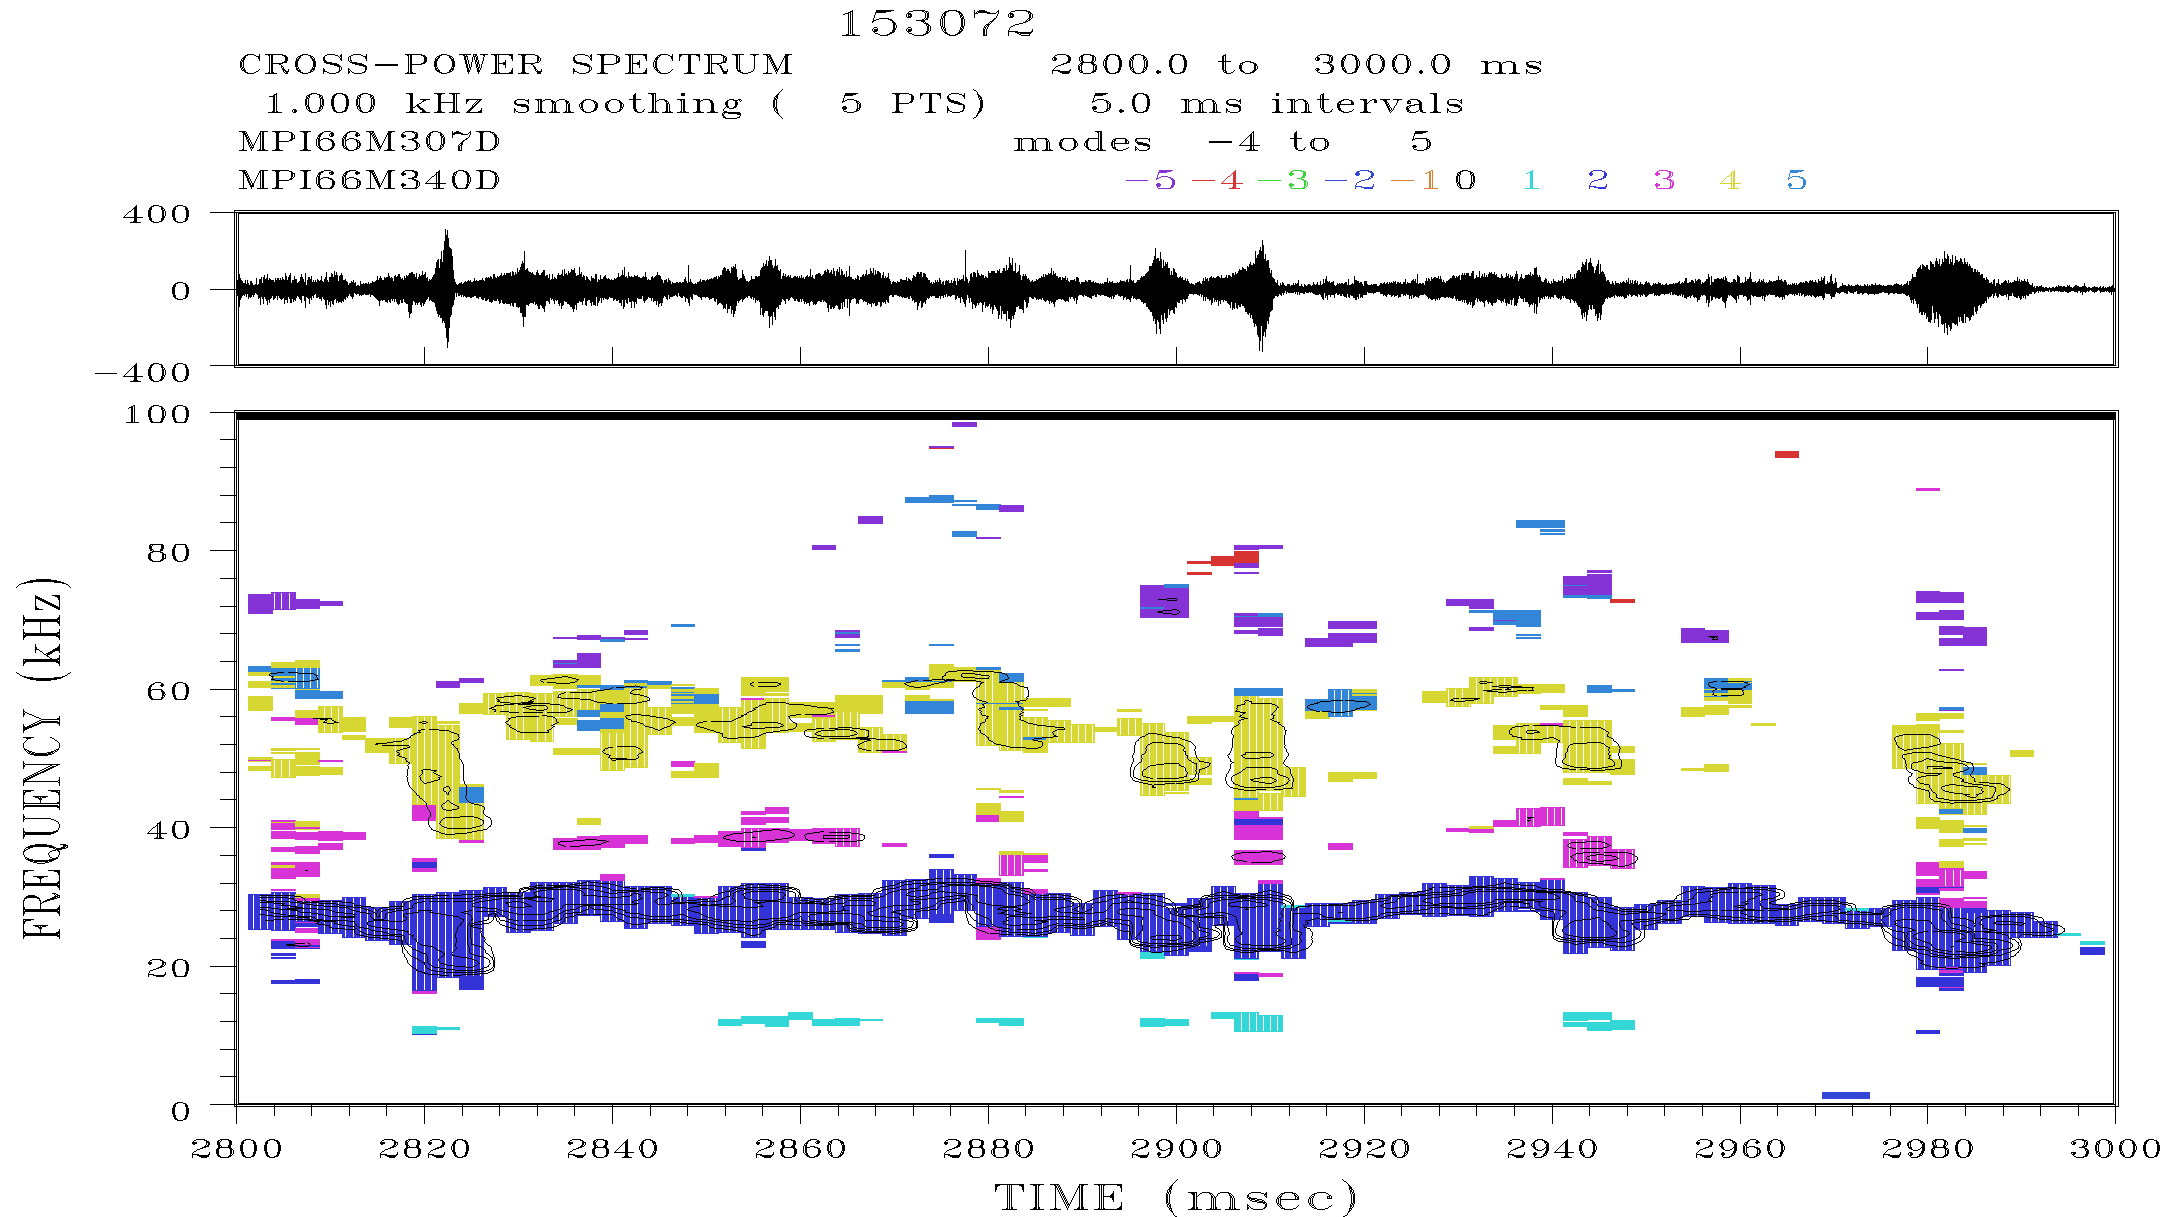 153072
CROSS-POWER SPECTRUM 2800.0 to 3000.0 ms
1.000 kHz smoothing ( 5 PTS) 5.0 ms intervals
MPI66M307D modes -4 to 5
MPI66M340D -5 -4 -3 -2 -1 0 1 2 3 4 5
400
0
-400
100
80
60
40
20
0
FREQUENCY (kHz)
2800 2820 2840 2860 2880 2900 2920 2940 2960 2980 3000
TIME (msec)